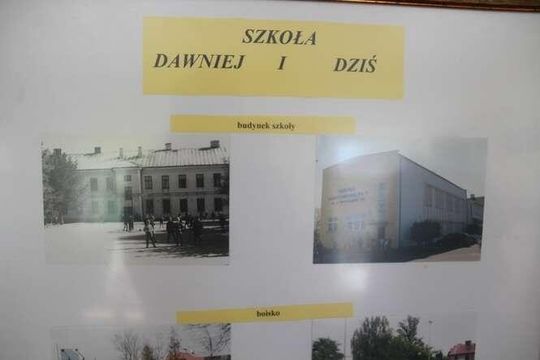 SZKOŁA
DAWNIEJ I DZIŚ
budynek szkoły
boisko